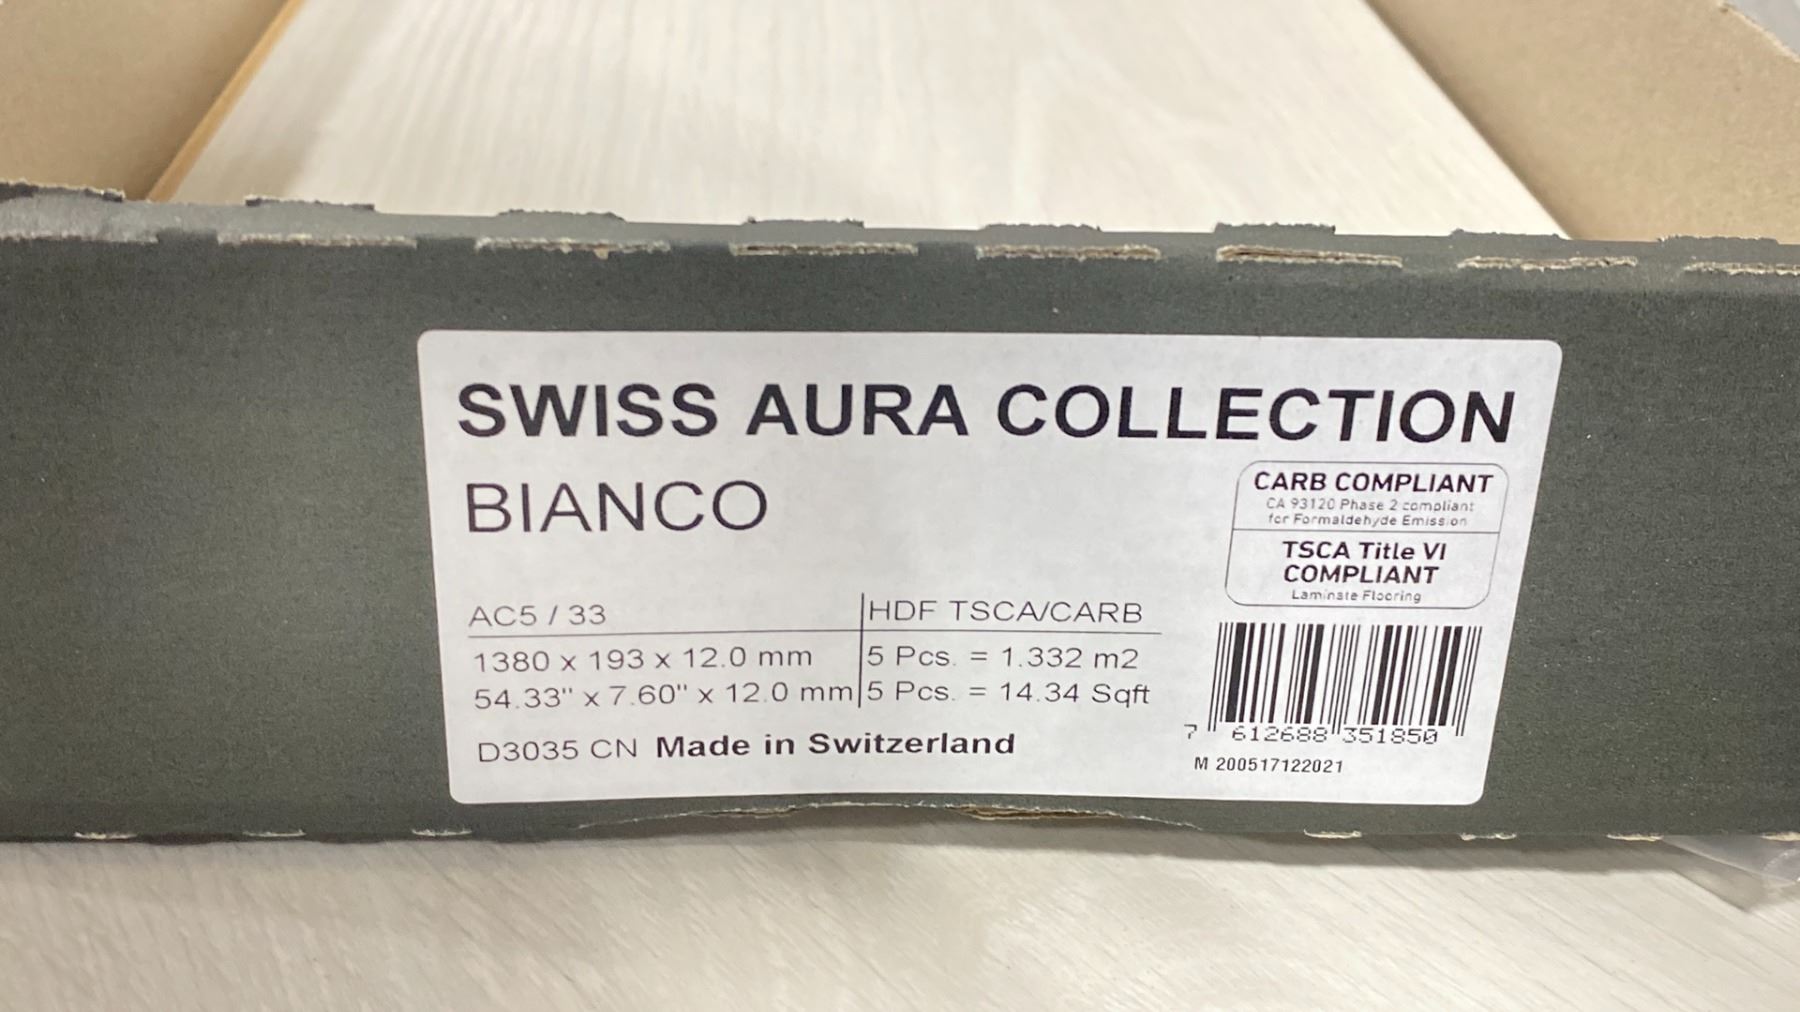 SWISS AURA COLLECTION
BIANCO
CARB COMPLIANT
CA 93120 Phase 2 compliant
for Formaldehyde Emission
TSCA Title VI
COMPLIANT
Laminate Flooring
AC5 / 33 HDF TSCA/CARB
1380 x 193 x 12.0 mm 5 Pcs. = 1.332 m2
54.33" x 7.60" x 12.0 mm 5 Pcs. = 14.34 Sqft
D3035 CN Made in Switzerland
7 612688 351850
M 200517122021